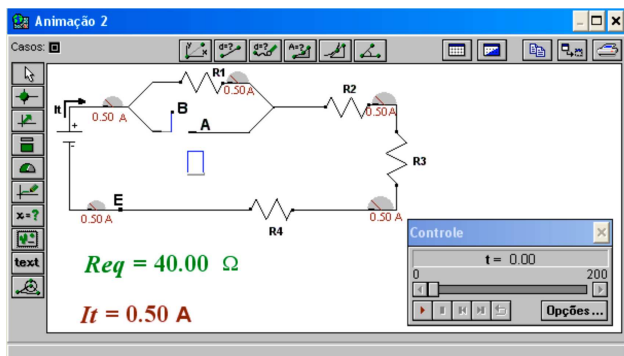 Animação 2
Casos:
y x d=? d=? A=?
R1
0.50 A
R2
It
0.50 A
B
0.50 A
A
+
-
R3
E
0.50 A
R4
0.50 A
x=?
text
Req = 40.00 Ω
It = 0.50 A
Controle
t = 0.00
0 200
Opções...